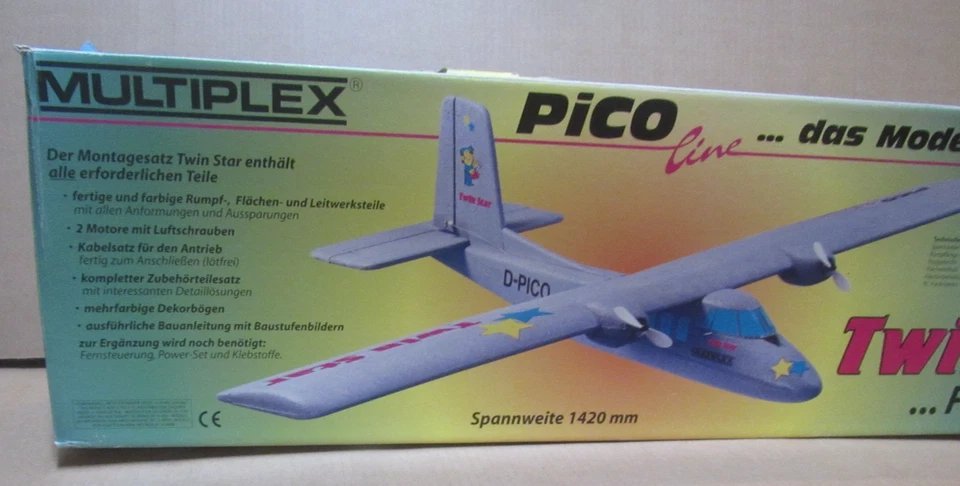 MULTIPLEX®
PiCO line ... das Mode
Der Montagesatz Twin Star enthält
alle erforderlichen Teile
• fertige und farbige Rumpf-, Flächen- und Leitwerksteile
mit allen Anformungen und Aussparungen
• 2 Motore mit Luftschrauben
• Kabelsatz für den Antrieb
fertig zum Anschließen (lötfrei)
• kompletter Zubehörteilesatz
mit interessanten Detaillösungen
• mehrfarbige Dekorbögen
• ausführliche Bauanleitung mit Baustufenbildern
zur Ergänzung wird noch benötigt:
Fernsteuerung, Power-Set und Klebstoffe.
CE
Twin Star
D-PICO
Twin Star
Spannweite 1420 mm
Twi
... P